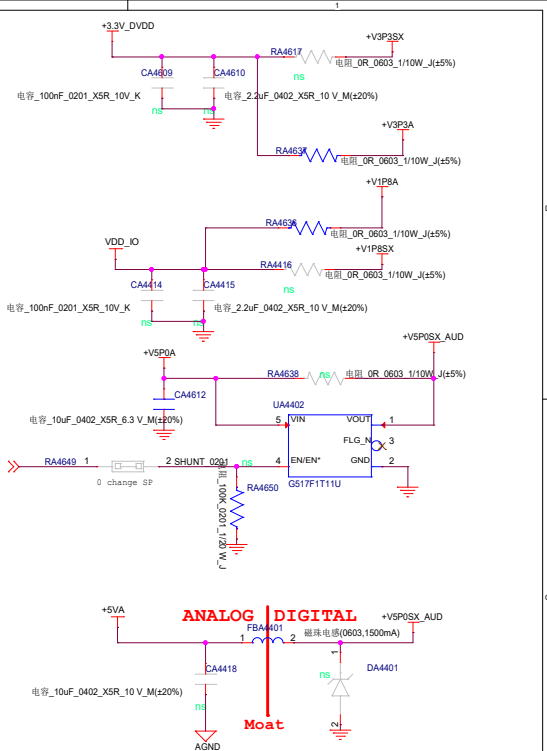 1
+3.3V_DVDD
+V3P3SX
RA4617
电阻_0R_0603_1/10W_J(±5%)
CA4609
CA4610
ns
电容_100nF_0201_X5R_10V_K
电容_2.2uF_0402_X5R_10 V_M(±20%)
ns
ns
+V3P3A
RA4637
电阻_0R_0603_1/10W_J(±5%)
+V1P8A
RA4636
电阻_0R_0603_1/10W_J(±5%)
VDD_IO
+V1P8SX
RA4416
电阻_0R_0603_1/10W_J(±5%)
CA4414
CA4415
ns
电容_100nF_0201_X5R_10V_K
电容_2.2uF_0402_X5R_10 V_M(±20%)
ns
ns
+V5P0SX_AUD
+V5P0A
RA4638
ns
电阻_0R_0603_1/10W_J(±5%)
CA4612
UA4402
电容_10uF_0402_X5R_6.3 V_M(±20%)
ns
5
VIN
VOUT
1
FLG_N
3
RA4649
1
2
SHUNT_0201
ns
4
EN/EN*
GND
2
0 change SP
G517F1T11U
电阻_100K_0201_1/20 W_J
RA4650
+5VA
ANALOG
DIGITAL
+V5P0SX_AUD
FBA4401
1
2
磁珠电感(0603,1500mA)
CA4418
1
DA4401
ns
电容_10uF_0402_X5R_10 V_M(±20%)
ns
2
Moat
AGND